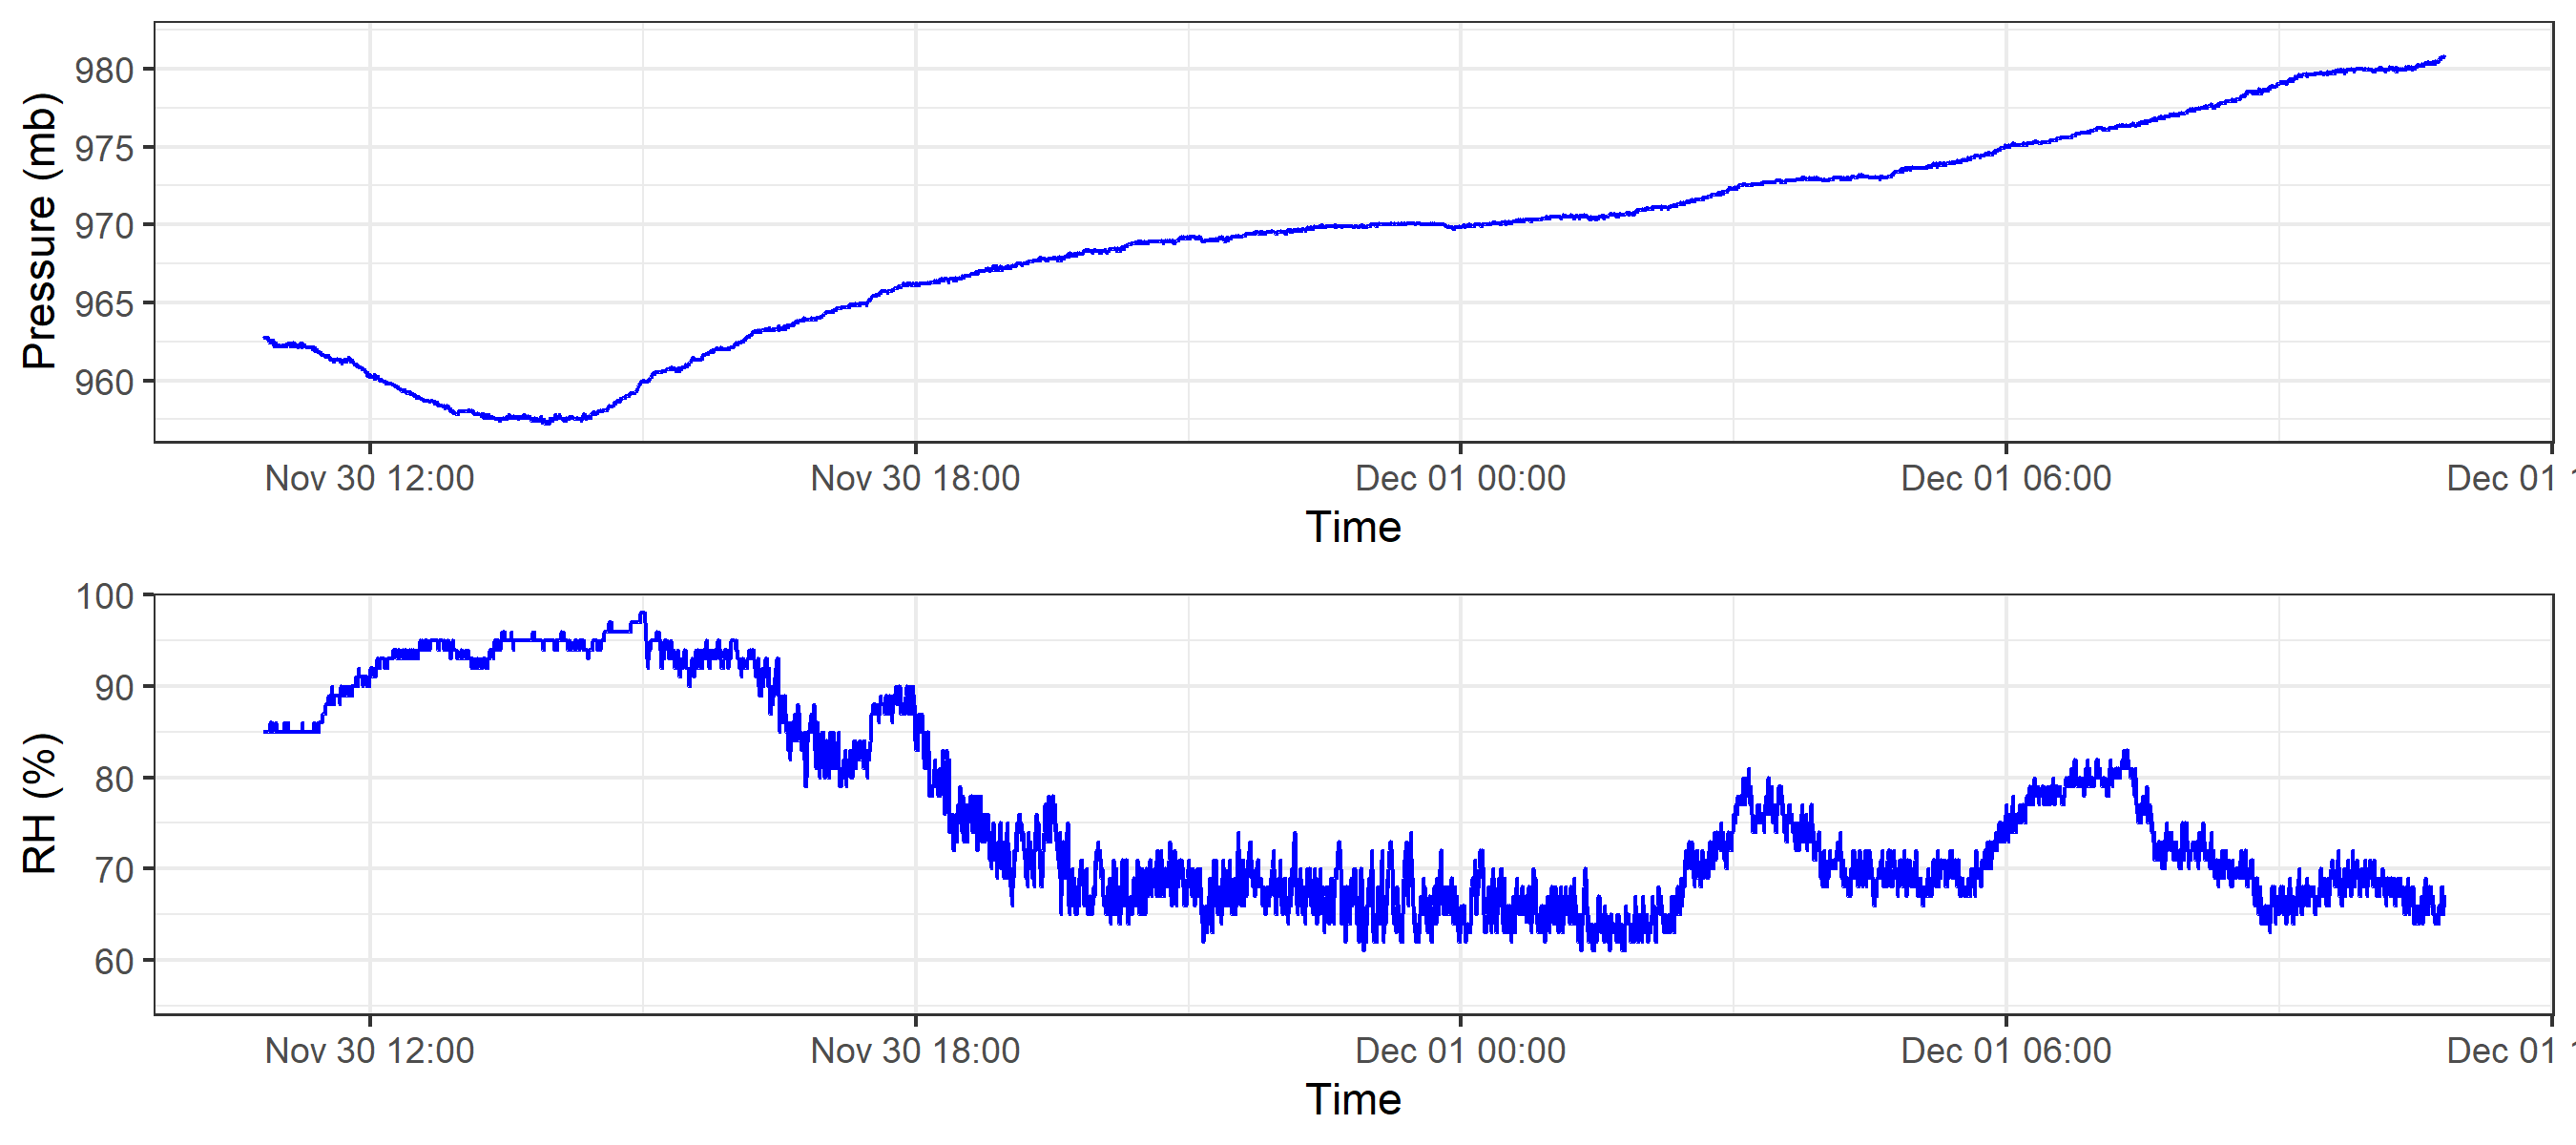 Pressure (mb)
980
975
970
965
960
Nov 30 12:00
Nov 30 18:00
Dec 01 00:00
Dec 01 06:00
Dec 01 1
Time
RH (%)
100
90
80
70
60
Nov 30 12:00
Nov 30 18:00
Dec 01 00:00
Dec 01 06:00
Dec 01 1
Time